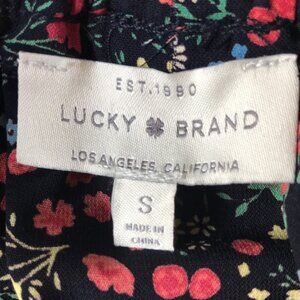 EST.1990
LUCKY BRAND
LOS ANGELES, CALIFORNIA
S
MADE IN
CHINA